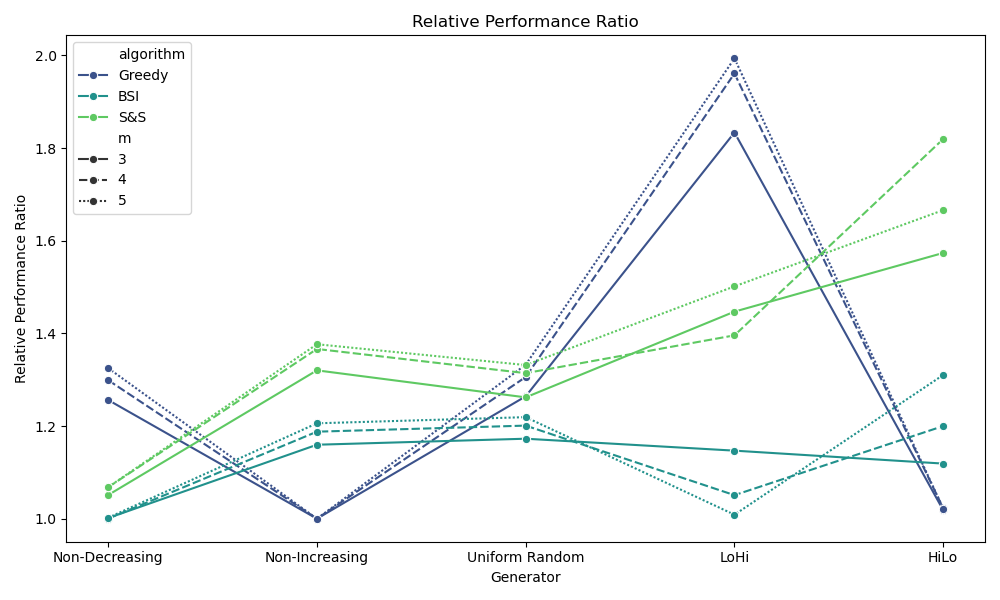 Relative Performance Ratio
Relative Performance Ratio
2.0
1.8
1.6
1.4
1.2
1.0
algorithm
Greedy
BSI
S&S
m
3
4
5
Non-Decreasing
Non-Increasing
Uniform Random
LoHi
HiLo
Generator